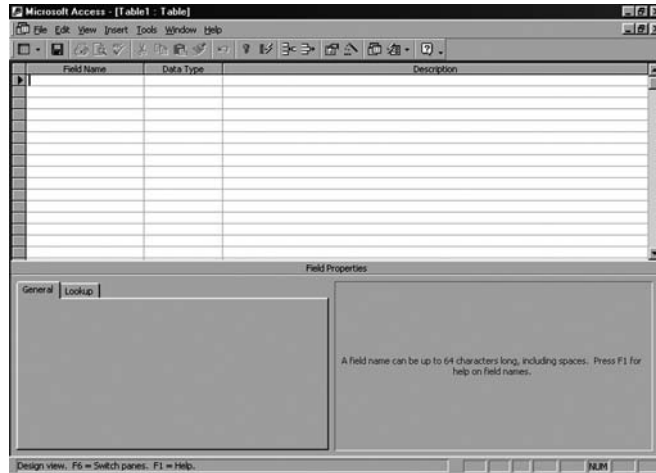 Microsoft Access - [Table1 : Table]
File Edit View Insert Tools Window Help
Field Name Data Type Description
Field Properties
General Lookup
A field name can be up to 64 characters long, including spaces. Press F1 for
help on field names.
Design view. F6 = Switch panes. F1 = Help. NUM